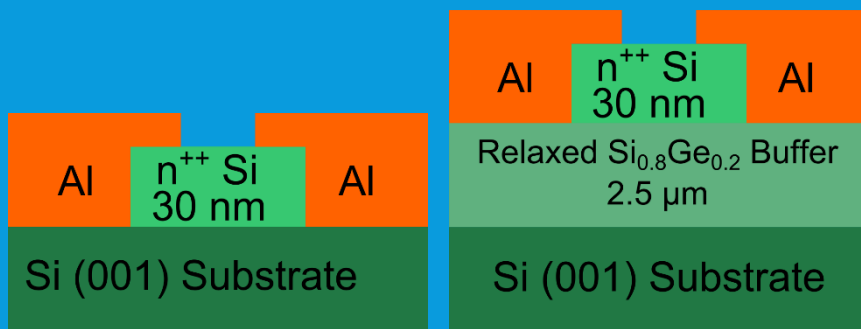 n⁺⁺ Si
30 nm
Al
Al
Si (001) Substrate
n⁺⁺ Si
30 nm
Al
Al
Relaxed Si₀.₈Ge₀.₂ Buffer
2.5 µm
Si (001) Substrate